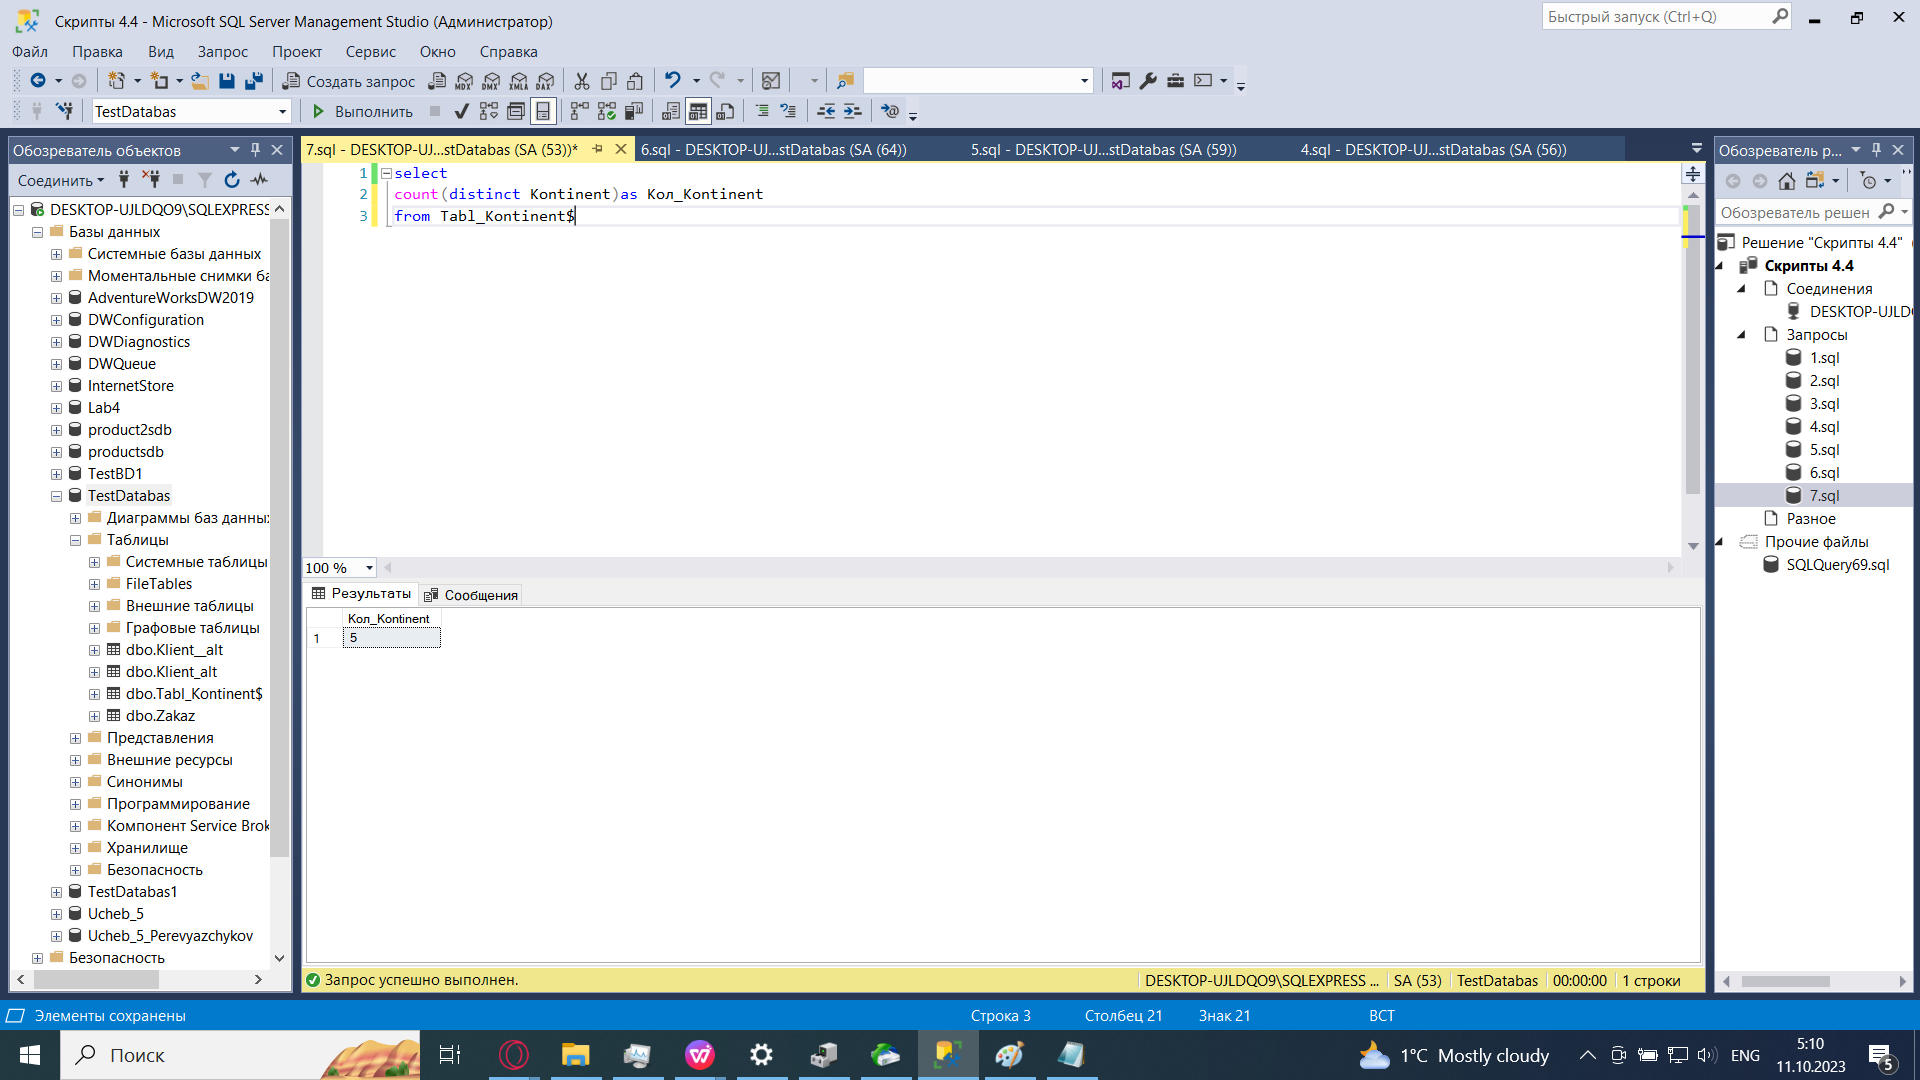 Скрипты 4.4 - Microsoft SQL Server Management Studio (Администратор)
Быстрый запуск (Ctrl+Q)
Файл Правка Вид Запрос Проект Сервис Окно Справка
Создать запрос
MDX DMX XMLA DAX
TestDatabas
Выполнить
Обозреватель объектов
Соединить
DESKTOP-UJLDQO9\SQLEXPRESS
Базы данных
Системные базы данных
Моментальные снимки ба
AdventureWorksDW2019
DWConfiguration
DWDiagnostics
DWQueue
InternetStore
Lab4
product2sdb
productsdb
TestBD1
TestDatabas
Диаграммы баз данны
Таблицы
Системные таблицы
FileTables
Внешние таблицы
Графовые таблицы
dbo.Klient__alt
dbo.Klient_alt
dbo.Tabl_Kontinent$
dbo.Zakaz
Представления
Внешние ресурсы
Синонимы
Программирование
Компонент Service Brok
Хранилище
Безопасность
TestDatabas1
Ucheb_5
Ucheb_5_Perevyazchykov
Безопасность
7.sql - DESKTOP-UJ...stDatabas (SA (53))*
6.sql - DESKTOP-UJ...stDatabas (SA (64))
5.sql - DESKTOP-UJ...stDatabas (SA (59))
4.sql - DESKTOP-UJ...stDatabas (SA (56))
1 select
2 count(distinct Kontinent)as Кол_Kontinent
3 from Tabl_Kontinent$
100 %
Результаты Сообщения
Кол_Kontinent
1 5
Запрос успешно выполнен.
DESKTOP-UJLDQO9\SQLEXPRESS ... SA (53) TestDatabas 00:00:00 1 строки
Обозреватель р...
Обозреватель решен
Решение "Скрипты 4.4"
Скрипты 4.4
Соединения
DESKTOP-UJLD
Запросы
1.sql
2.sql
3.sql
4.sql
5.sql
6.sql
7.sql
Разное
Прочие файлы
SQLQuery69.sql
Элементы сохранены
Строка 3 Столбец 21 Знак 21 ВСТ
Поиск
1°C Mostly cloudy
ENG
5:10
11.10.2023
5